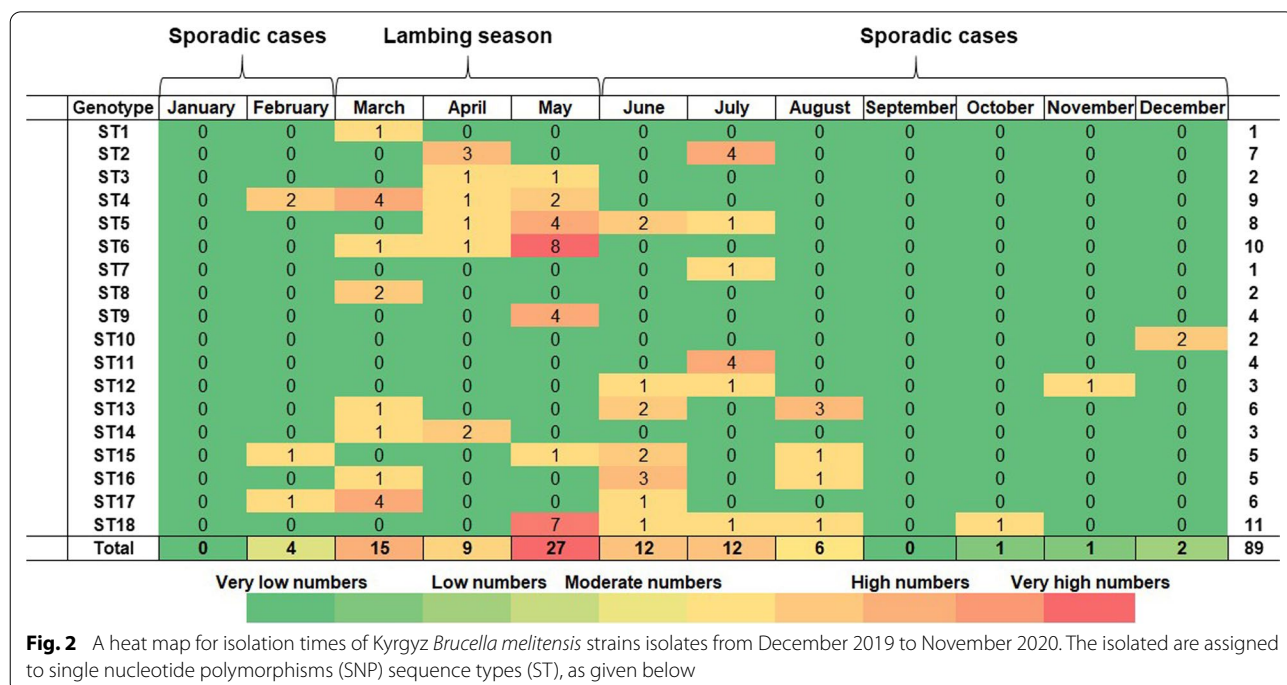 Sporadic cases Lambing season Sporadic cases
Genotype January February March April May June July August September October November December
ST1 0 0 1 0 0 0 0 0 0 0 0 0 1
ST2 0 0 0 3 0 0 4 0 0 0 0 0 7
ST3 0 0 0 1 1 0 0 0 0 0 0 0 2
ST4 0 2 4 1 2 0 0 0 0 0 0 0 9
ST5 0 0 0 1 4 2 1 0 0 0 0 0 8
ST6 0 0 1 1 8 0 0 0 0 0 0 0 10
ST7 0 0 0 0 0 0 1 0 0 0 0 0 1
ST8 0 0 2 0 0 0 0 0 0 0 0 0 2
ST9 0 0 0 0 4 0 0 0 0 0 0 0 4
ST10 0 0 0 0 0 0 0 0 0 0 0 2 2
ST11 0 0 0 0 0 0 4 0 0 0 0 0 4
ST12 0 0 0 0 0 1 1 0 0 0 1 0 3
ST13 0 0 1 0 0 2 0 3 0 0 0 0 6
ST14 0 0 1 2 0 0 0 0 0 0 0 0 3
ST15 0 1 0 0 1 2 0 1 0 0 0 0 5
ST16 0 0 1 0 0 3 0 1 0 0 0 0 5
ST17 0 1 4 0 0 1 0 0 0 0 0 0 6
ST18 0 0 0 0 7 1 1 1 0 1 0 0 11
Total 0 4 15 9 27 12 12 6 0 1 1 2 89
Very low numbers Low numbers Moderate numbers High numbers Very high numbers
Fig. 2 A heat map for isolation times of Kyrgyz Brucella melitensis strains isolates from December 2019 to November 2020. The isolated are assigned
to single nucleotide polymorphisms (SNP) sequence types (ST), as given below